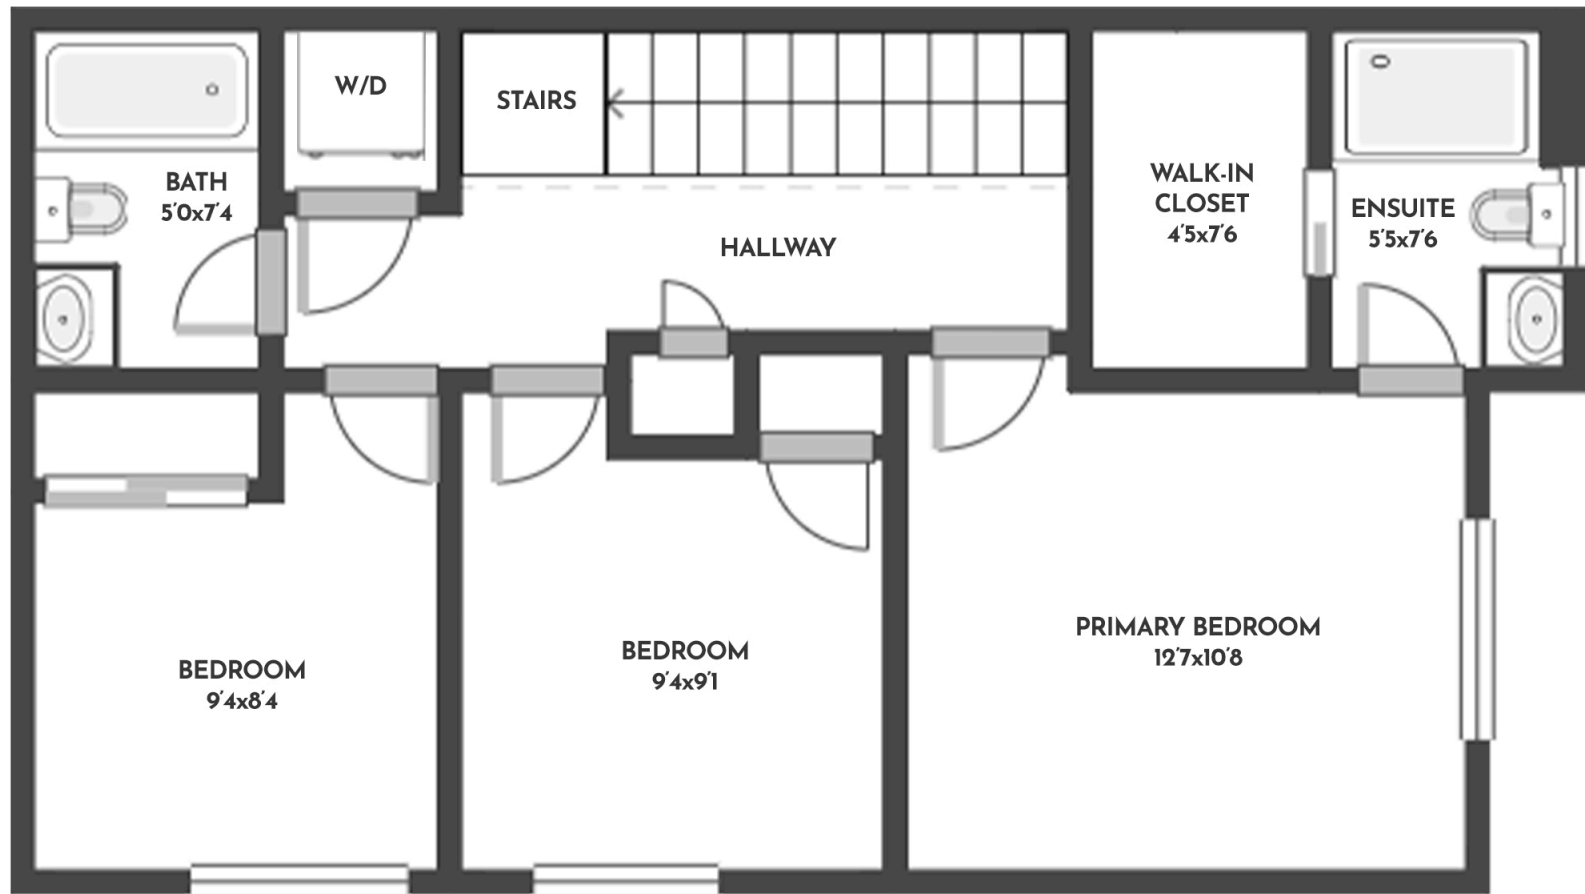 W/D
STAIRS
BATH
5'0x7'4
WALK-IN
CLOSET
4'5x7'6
ENSUITE
5'5x7'6
HALLWAY
BEDROOM
9'4x8'4
BEDROOM
9'4x9'1
PRIMARY BEDROOM
12'7x10'8